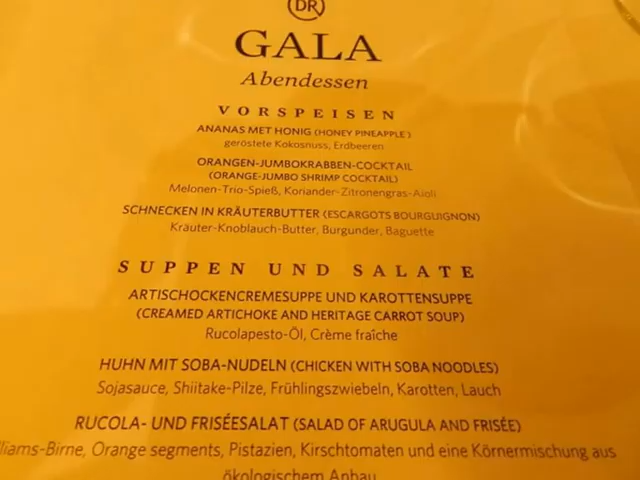 DR
GALA
Abendessen
VORSPEISEN
ANANAS MET HONIG (HONEY PINEAPPLE)
geröstete Kokosnuss, Erdbeeren
ORANGEN-JUMBOKRABBEN-COCKTAIL
(ORANGE-JUMBO SHRIMP COCKTAIL)
Melonen-Trio-Spieß, Koriander-Zitronengras-Aioli
SCHNECKEN IN KRÄUTERBUTTER (ESCARGOTS BOURGUIGNON)
Kräuter-Knoblauch-Butter, Burgunder, Baguette
SUPPEN UND SALATE
ARTISCHOCKENCREMESUPPE UND KAROTTENSUPPE
(CREAMED ARTICHOKE AND HERITAGE CARROT SOUP)
Rucolapesto-Öl, Crème fraîche
HUHN MIT SOBA-NUDELN (CHICKEN WITH SOBA NOODLES)
Sojasauce, Shiitake-Pilze, Frühlingszwiebeln, Karotten, Lauch
RUCOLA- UND FRISÉESALAT (SALAD OF ARUGULA AND FRISÉE)
lliams-Birne, Orange segments, Pistazien, Kirschtomaten und eine Körnermischung aus
ökologischem Anbau